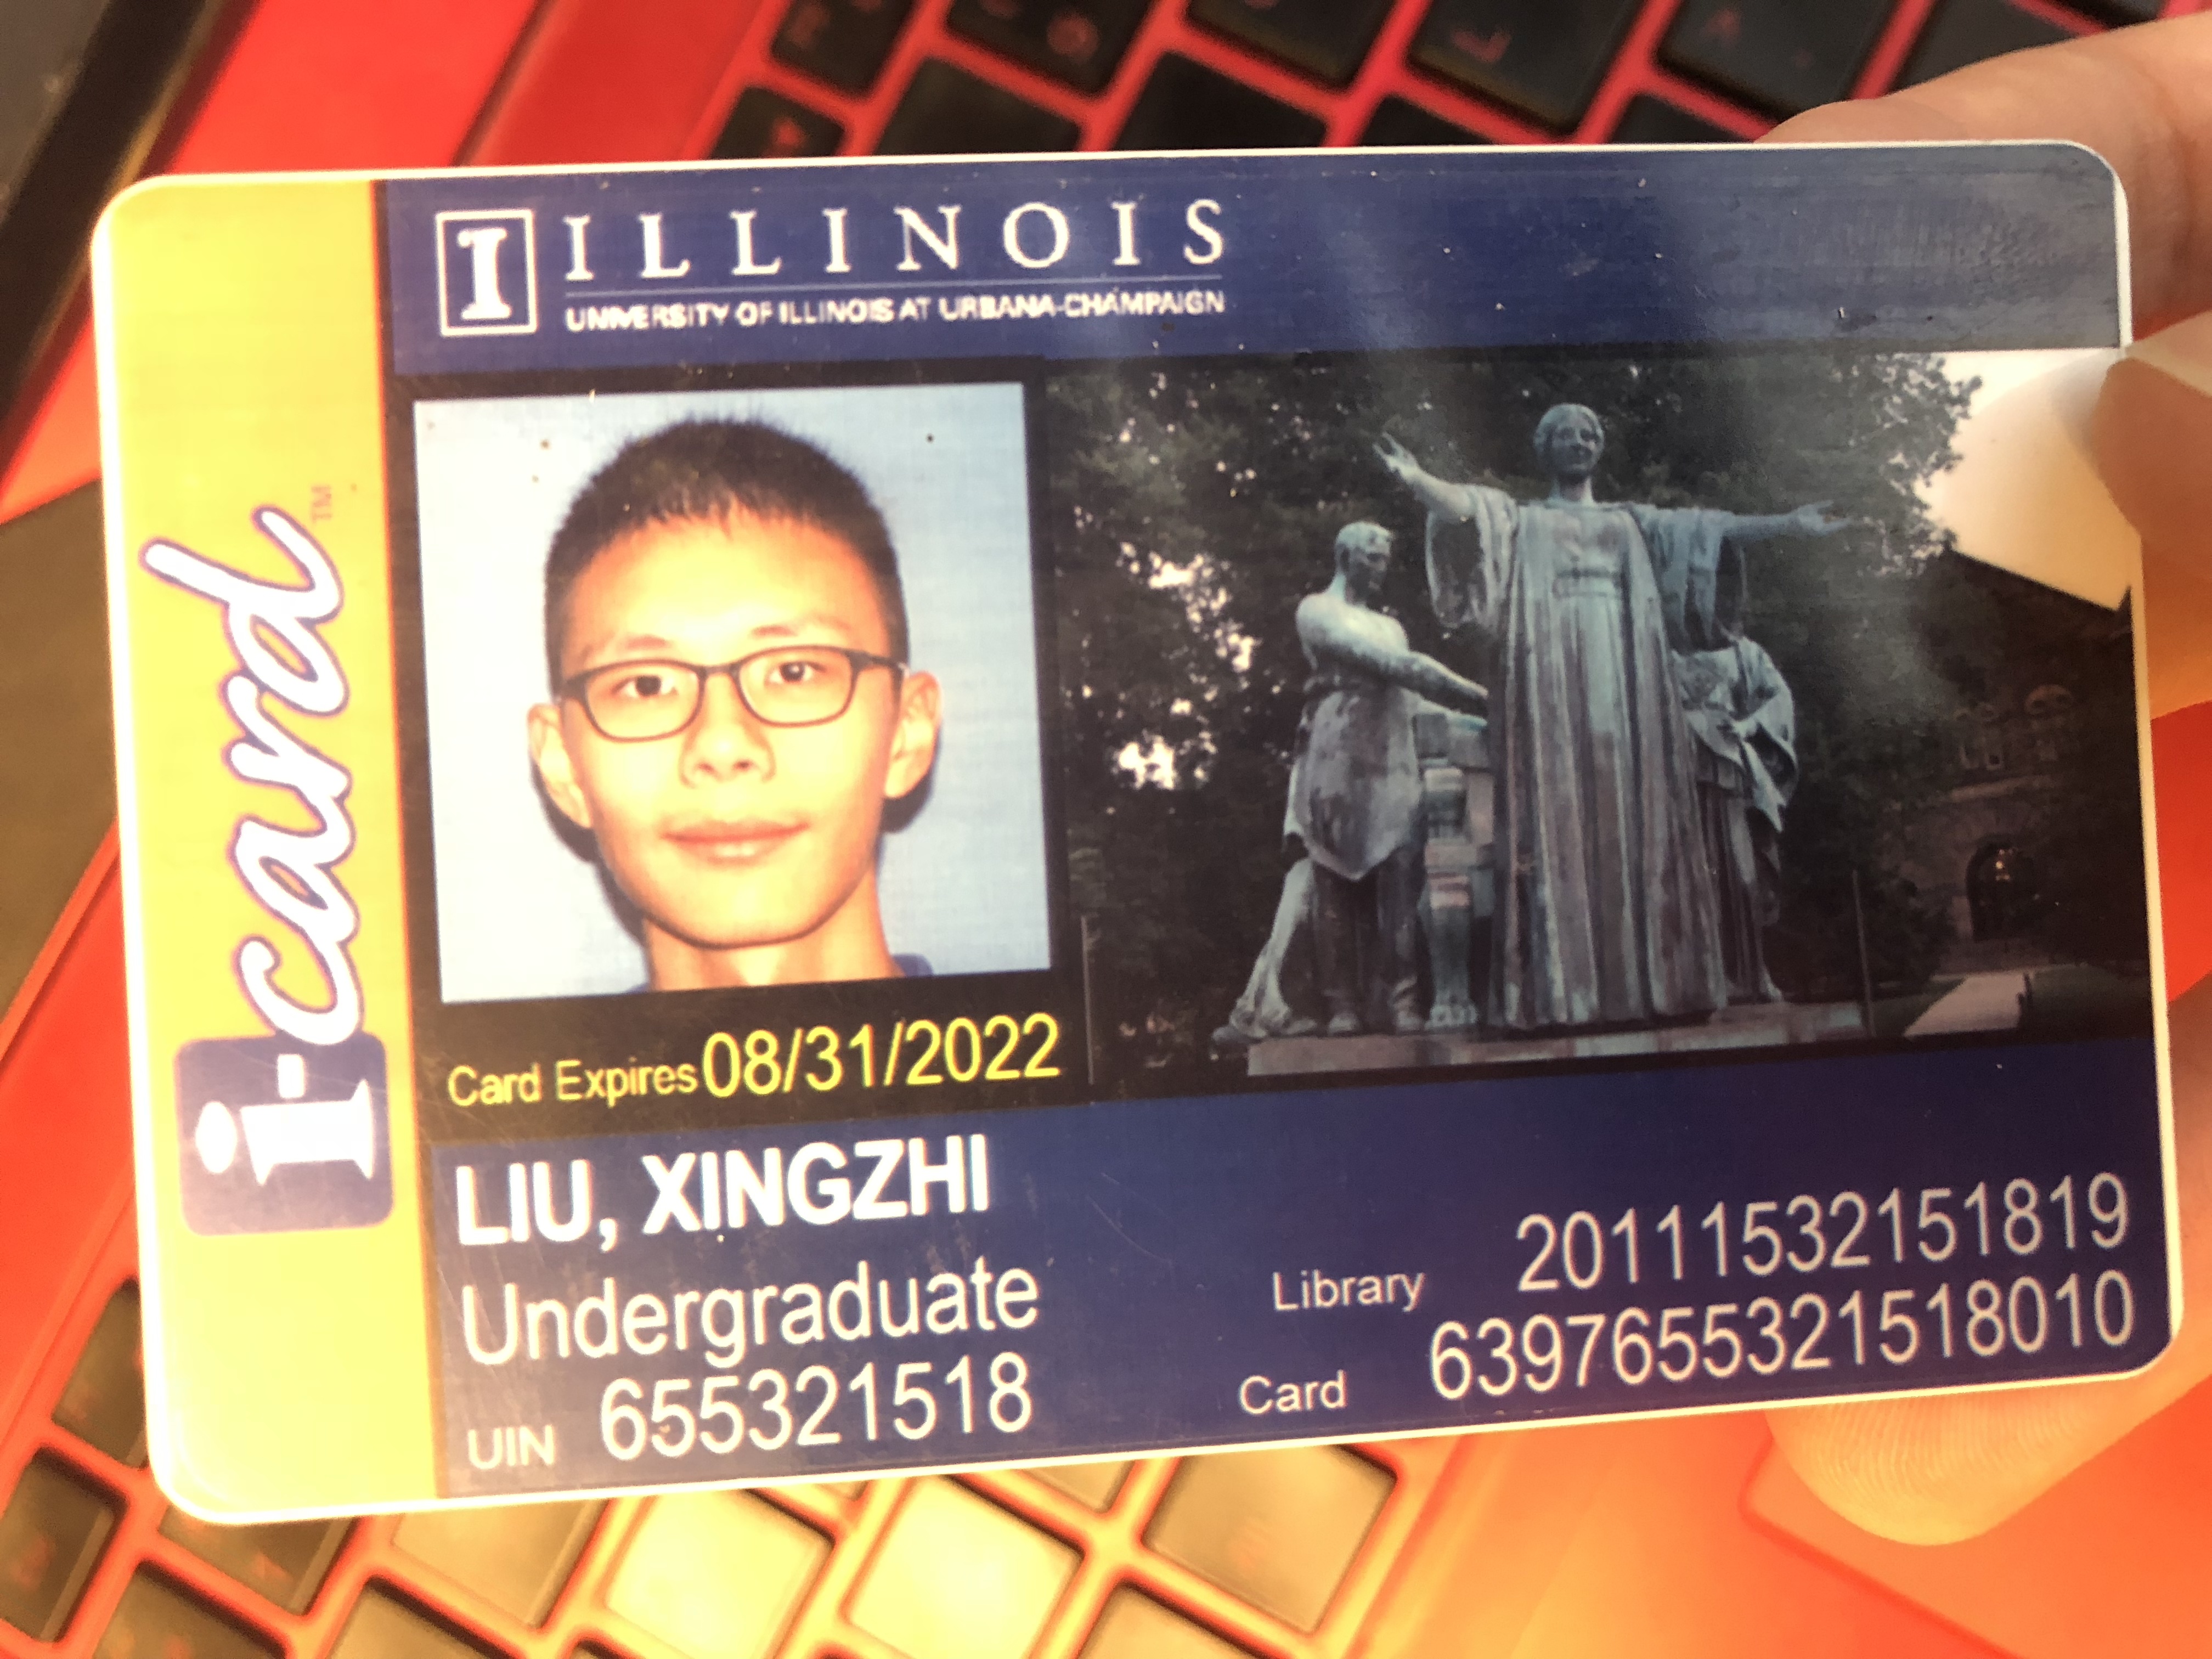 i-card™
ILLINOIS
UNIVERSITY OF ILLINOIS AT URBANA-CHAMPAIGN
Card Expires 08/31/2022
LIU, XINGZHI
Undergraduate
UIN 655321518
Library 20111532151819
Card 6397655321518010